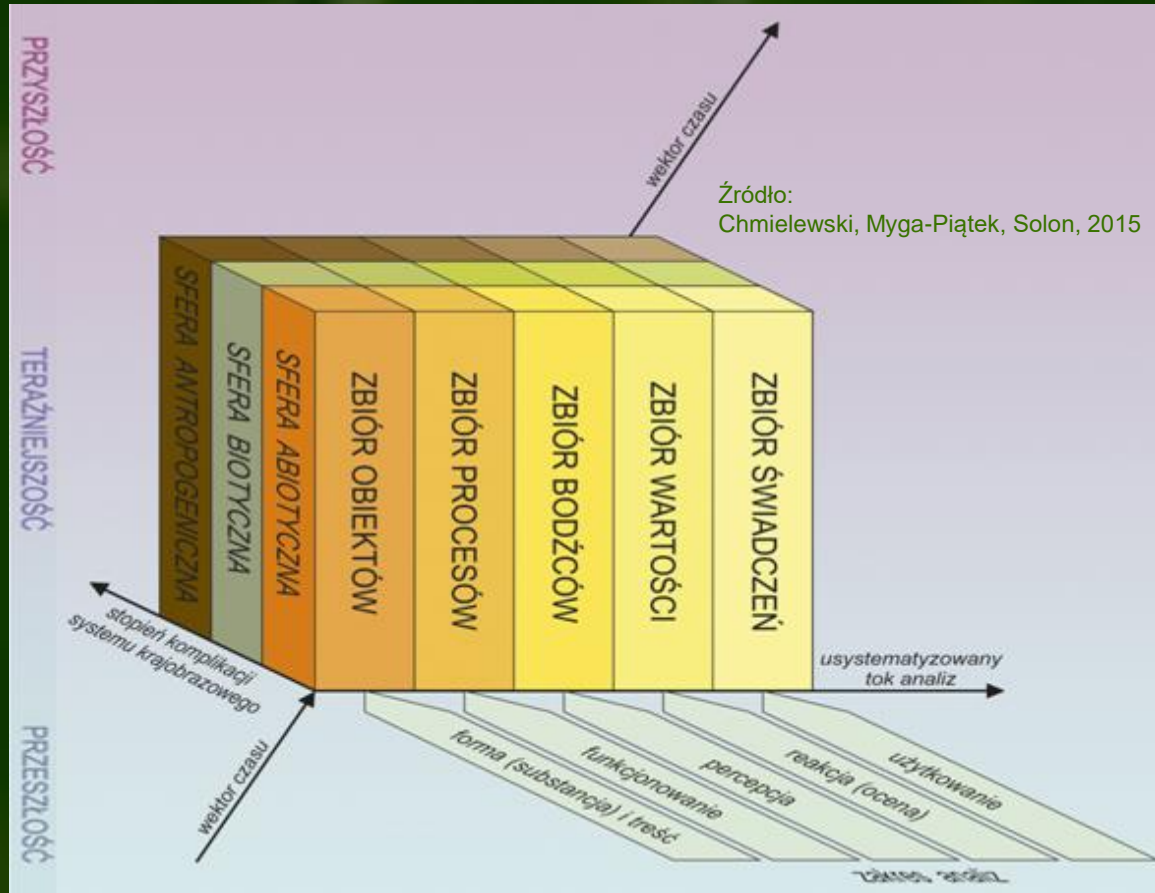 PRZYSZŁOŚĆ
TERAŹNIEJSZOŚĆ
PRZESZŁOŚĆ
wektor czasu
Źródło:
Chmielewski, Myga-Piątek, Solon, 2015
SFERA ANTROPOGENICZNA
SFERA BIOTYCZNA
SFERA ABIOTYCZNA
ZBIÓR OBIEKTÓW
ZBIÓR PROCESÓW
ZBIÓR BODŹCÓW
ZBIÓR WARTOŚCI
ZBIÓR ŚWIADCZEŃ
stopień komplikacji
systemu krajobrazowego
usystematyzowany
tok analiz
wektor czasu
forma (substancja) i treść
funkcjonowanie
percepcja
reakcja (ocena)
użytkowanie
zakres analiz